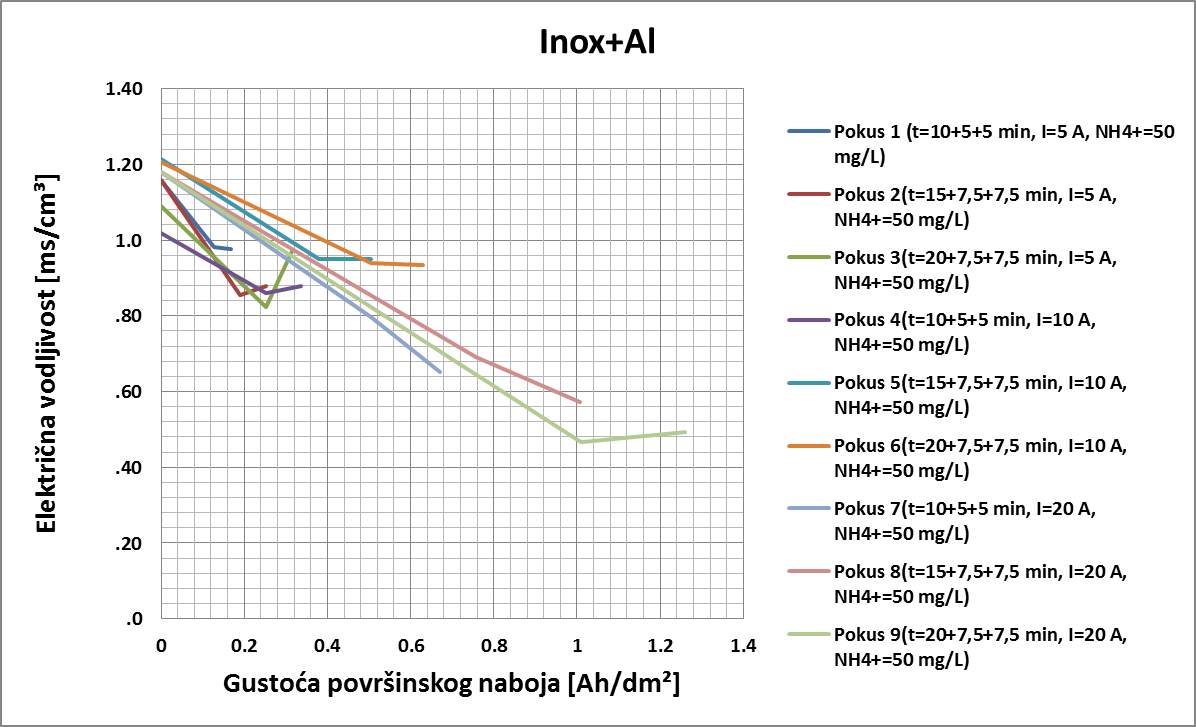 Inox+Al
Električna vodljivost [ms/cm³]
1.40
1.20
1.0
.80
.60
.40
.20
.0
0
0.2
0.4
0.6
0.8
1
1.2
1.4
Gustoća površinskog naboja [Ah/dm²]
Pokus 1 (t=10+5+5 min, I=5 A, NH4+=50
mg/L)
Pokus 2(t=15+7,5+7,5 min, I=5 A,
NH4+=50 mg/L)
Pokus 3(t=20+7,5+7,5 min, I=5 A,
NH4+=50 mg/L)
Pokus 4(t=10+5+5 min, I=10 A,
NH4+=50 mg/L)
Pokus 5(t=15+7,5+7,5 min, I=10 A,
NH4+=50 mg/L)
Pokus 6(t=20+7,5+7,5 min, I=10 A,
NH4+=50 mg/L)
Pokus 7(t=10+5+5 min, I=20 A,
NH4+=50 mg/L)
Pokus 8(t=15+7,5+7,5 min, I=20 A,
NH4+=50 mg/L)
Pokus 9(t=20+7,5+7,5 min, I=20 A,
NH4+=50 mg/L)